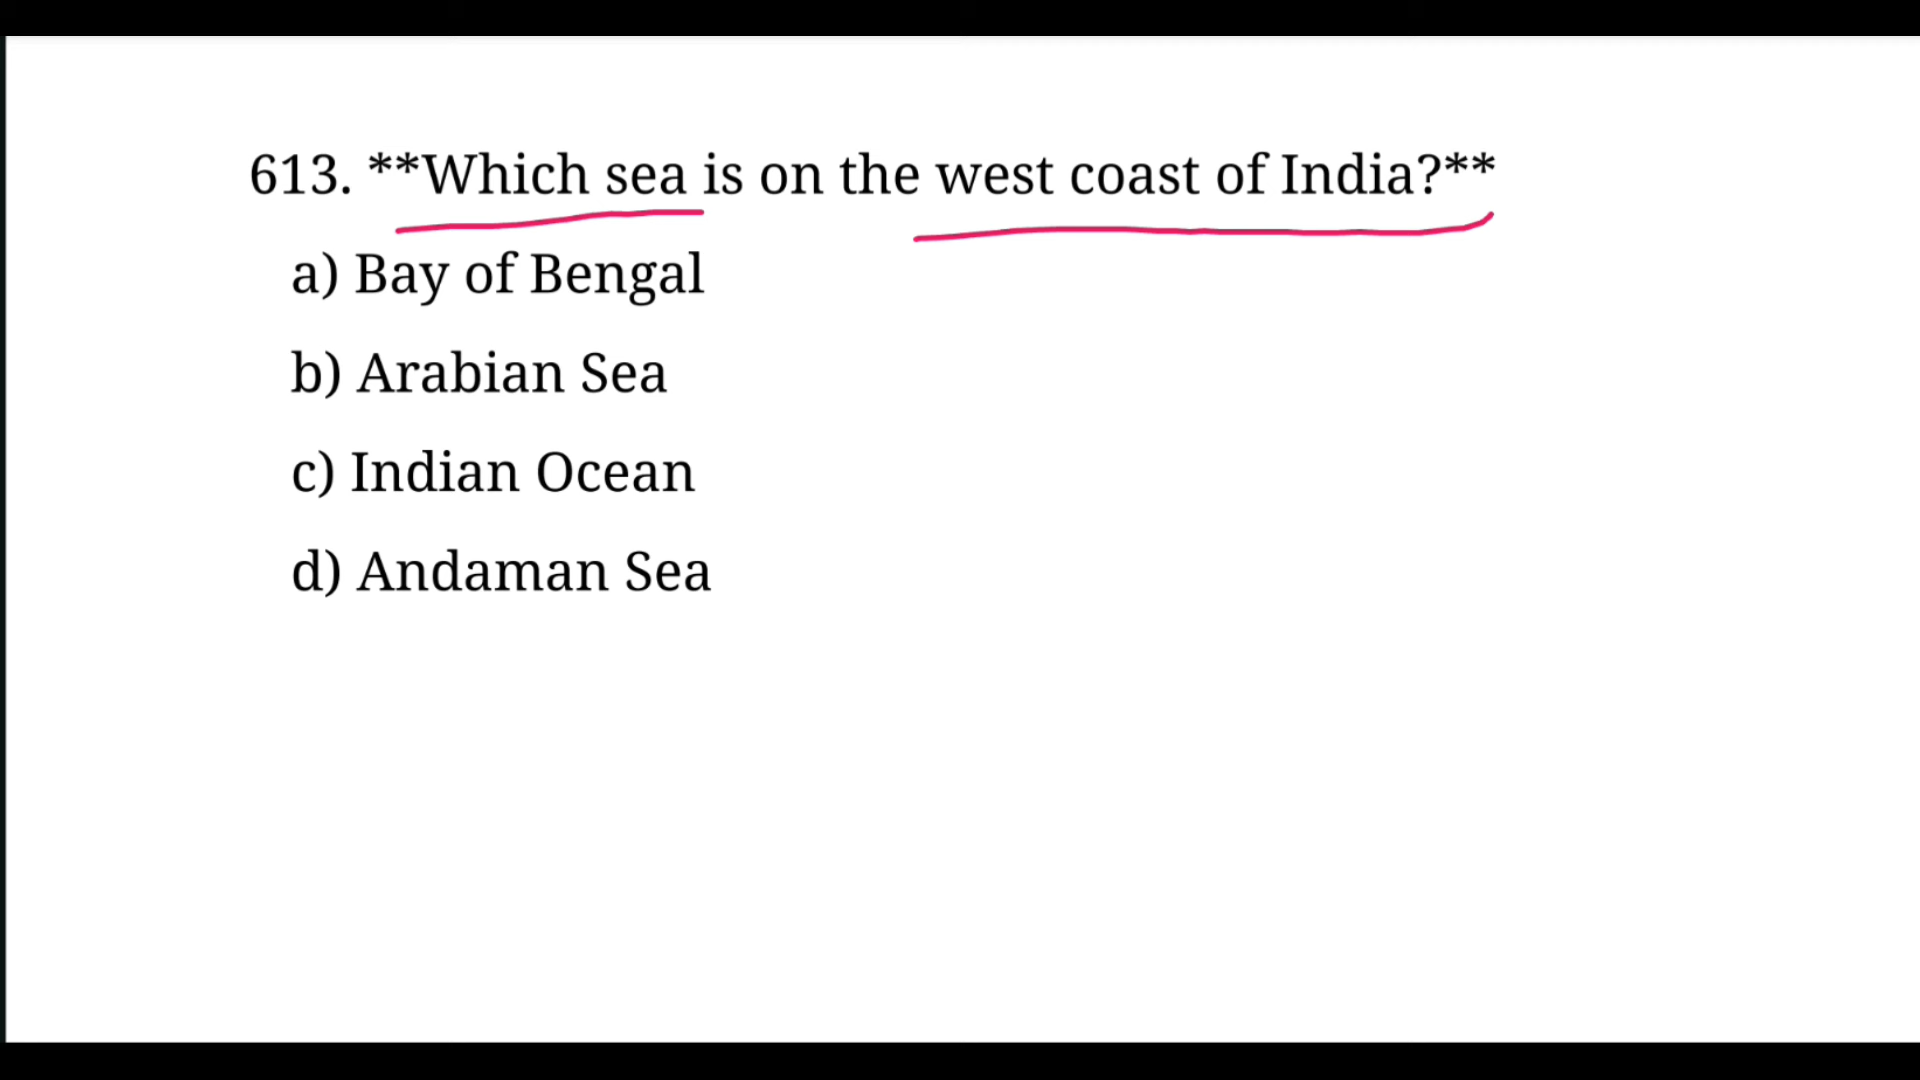 613. **Which sea is on the west coast of India?**
a) Bay of Bengal
b) Arabian Sea
c) Indian Ocean
d) Andaman Sea